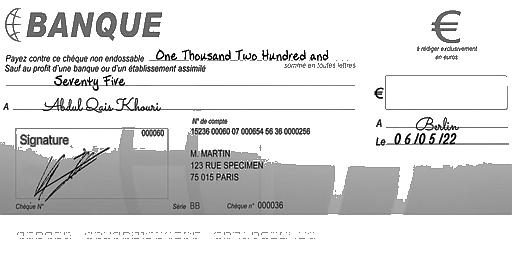 BANQUE
€
à rédiger exclusivement
en euros
Payez contre ce chèque non endossable One Thousand Two Hundred and
Sauf au profit d'une banque ou d'un établissement assimilé
somme en toutes lettres
Seventy Five
€
A Abdul Qais Khouri
A Berlin
Le 06/05/22
N° de compte
000060 15236 00060 07 000654 56 36 0000256
Signature
M. MARTIN
123 RUE SPECIMEN
75 015 PARIS
Chèque N° Série BB Chèque n° 000036